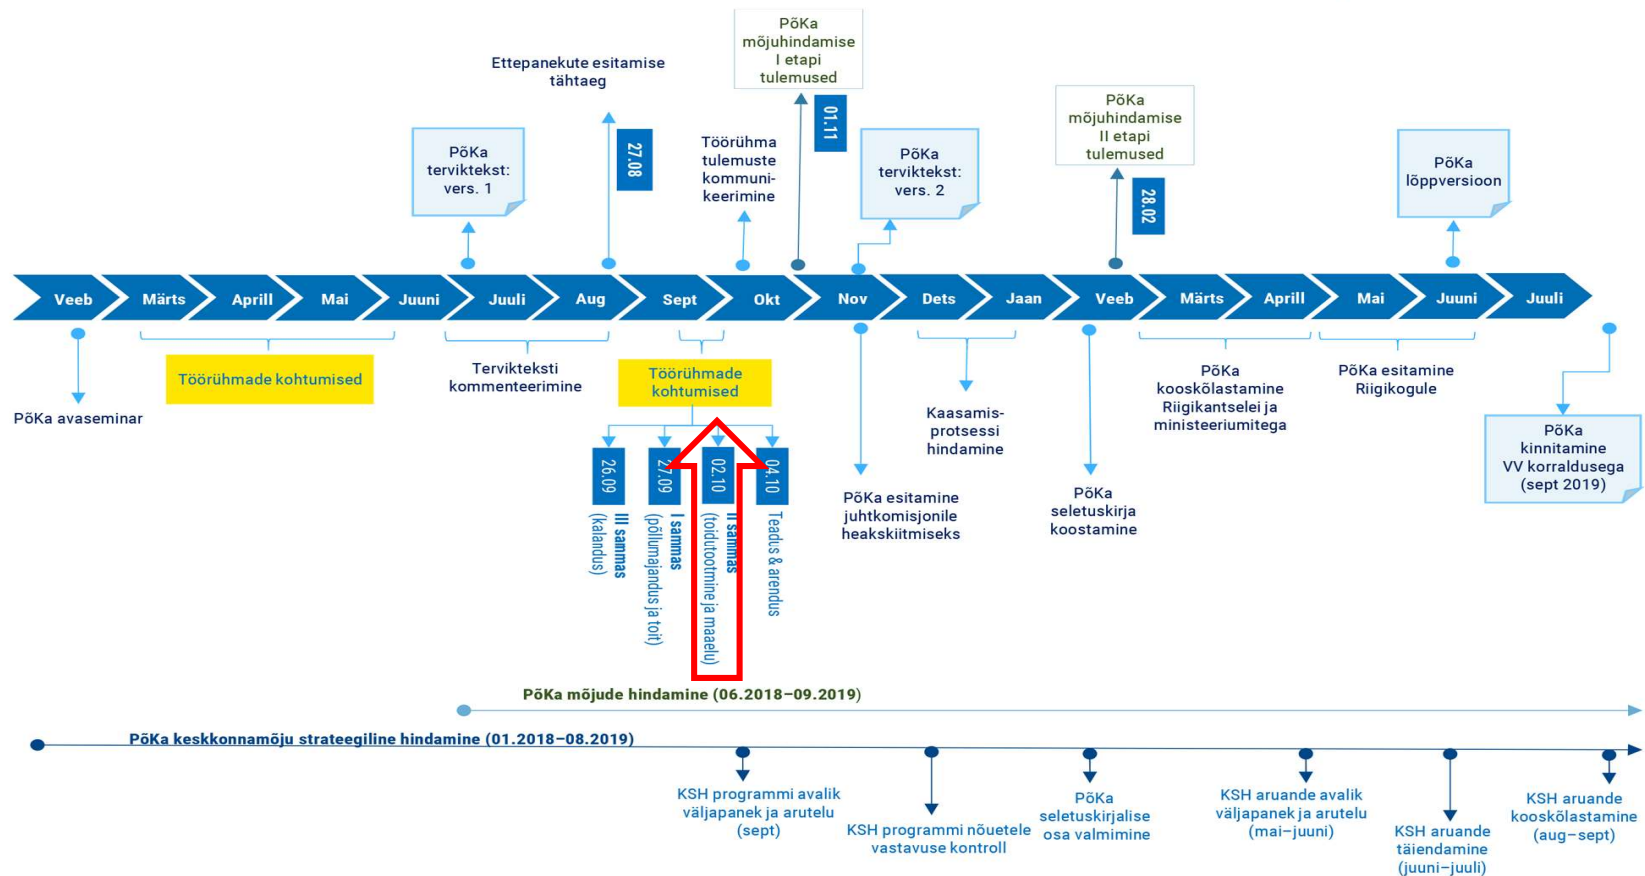 PõKa
mõjuhindamise
I etapi
tulemused
01.11
Ettepanekute esitamise
tähtaeg
27.08
PõKa
terviktekst:
vers. 1
Töörühma
tulemuste
kommuni-
keerimine
PõKa
terviktekst:
vers. 2
PõKa
mõjuhindamise
II etapi
tulemused
28.02
PõKa
lõppversioon
Veeb
Märts
Aprill
Mai
Juuni
Juuli
Aug
Sept
Okt
Nov
Dets
Jaan
Veeb
Märts
Aprill
Mai
Juuni
Juuli
PõKa avaseminar
Töörühmade kohtumised
Tervikteksti
kommenteerimine
Töörühmade
kohtumised
26.09
III sammas
(kalandus)
27.09
I sammas
(põllumajandus ja toit)
02.10
II sammas
(toidutootmine ja maaelu)
04.10
Teadus & arendus
PõKa esitamine
juhtkomisjonile
heakskiitmiseks
Kaasamis-
protsessi
hindamine
PõKa
seletuskirja
koostamine
PõKa
kooskõlastamine
Riigikantselei ja
ministeeriumitega
PõKa esitamine
Riigikogule
PõKa
kinnitamine
VV korraldusega
(sept 2019)
PõKa mõjude hindamine (06.2018–09.2019)
PõKa keskkonnamõju strateegiline hindamine (01.2018–08.2019)
KSH programmi avalik
väljapanek ja arutelu
(sept)
KSH programmi nõuetele
vastavuse kontroll
PõKa
seletuskirjalise
osa valmimine
KSH aruande avalik
väljapanek ja arutelu
(mai–juuni)
KSH aruande
täiendamine
(juuni–juuli)
KSH aruande
kooskõlastamine
(aug–sept)